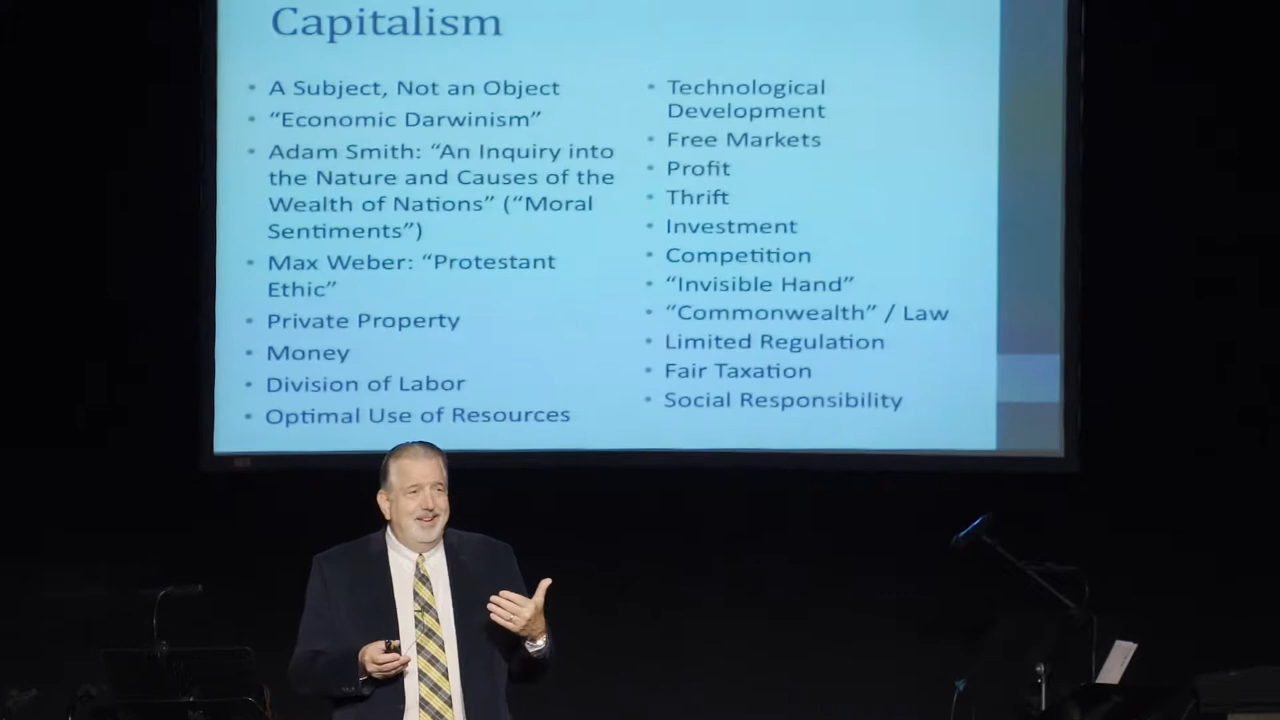 Capitalism
• A Subject, Not an Object
• “Economic Darwinism”
• Adam Smith: “An Inquiry into
the Nature and Causes of the
Wealth of Nations” (“Moral
Sentiments”)
• Max Weber: “Protestant
Ethic”
• Private Property
• Money
• Division of Labor
• Optimal Use of Resources
• Technological
Development
• Free Markets
• Profit
• Thrift
• Investment
• Competition
• “Invisible Hand”
• “Commonwealth” / Law
• Limited Regulation
• Fair Taxation
• Social Responsibility